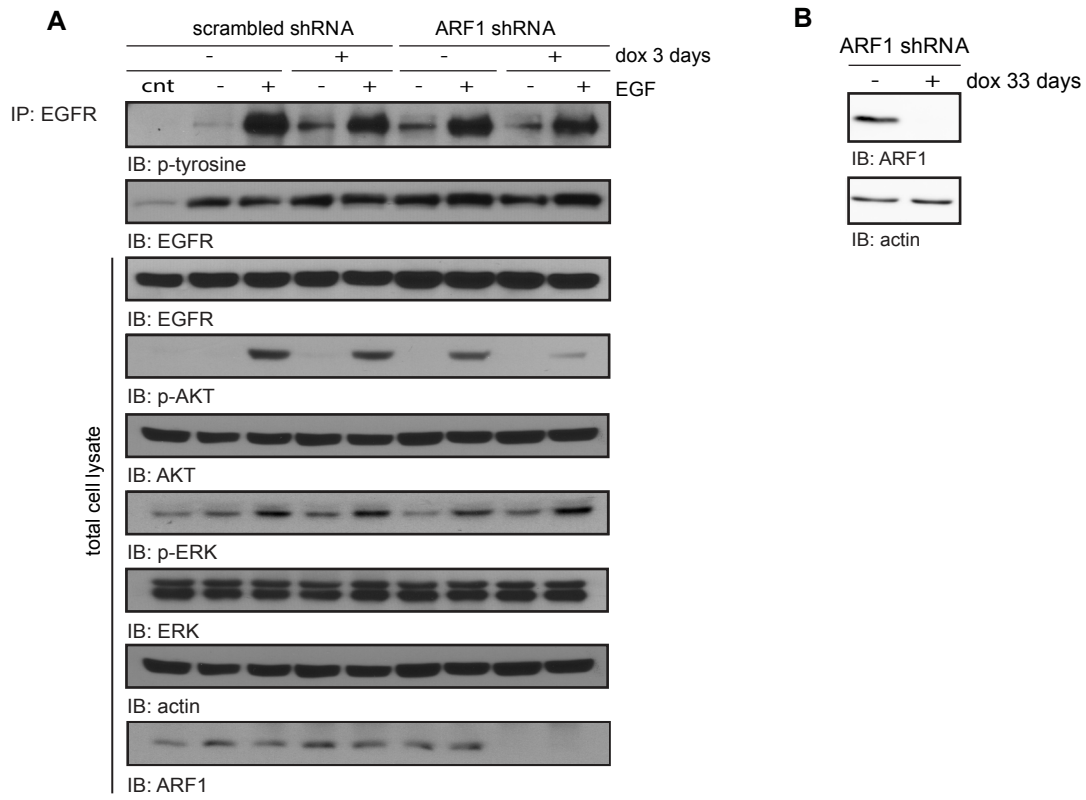 A
scrambled shRNA ARF1 shRNA
- + - + dox 3 days
cnt - + - + - + - + EGF
IP: EGFR
IB: p-tyrosine
IB: EGFR
IB: EGFR
IB: p-AKT
IB: AKT
IB: p-ERK
IB: ERK
IB: actin
IB: ARF1
total cell lysate
B
ARF1 shRNA
- + dox 33 days
IB: ARF1
IB: actin